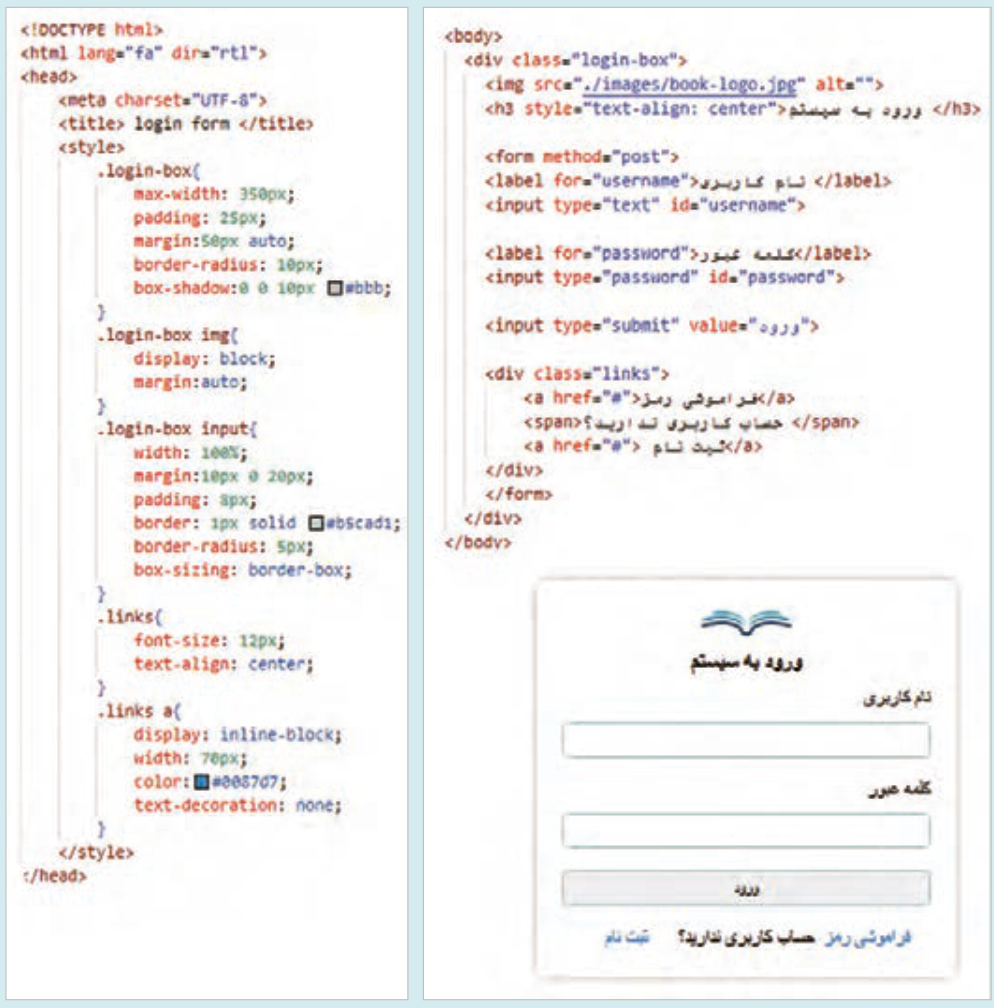 <!DOCTYPE html>
<html lang="fa" dir="rtl">
<head>
<meta charset="UTF-8">
<title> login form </title>
<style>
.login-box{
max-width: 350px;
padding: 25px;
margin:50px auto;
border-radius: 10px;
box-shadow:0 0 10px #bbb;
}
.login-box img{
display: block;
margin:auto;
}
.login-box input{
width: 100%;
margin:10px 0 20px;
padding: 8px;
border: 1px solid #b5cad1;
border-radius: 5px;
box-sizing: border-box;
}
.links{
font-size: 12px;
text-align: center;
}
.links a{
display: inline-block;
width: 70px;
color: #0087d7;
text-decoration: none;
}
</style>
</head>
<body>
<div class="login-box">
<img src="./images/book-logo.jpg" alt="">
<h3 style="text-align: center">ورود به سیستم </h3>
<form method="post">
<label for="username">نام کاربری </label>
<input type="text" id="username">
<label for="password">کلمه عبور</label>
<input type="password" id="password">
<input type="submit" value="ورود">
<div class="links">
<a href="#">فراموشی رمز</a>
<span>حساب کاربری ندارید؟ </span>
<a href="#"> ثبت نام</a>
</div>
</form>
</div>
</body>
ورود به سیستم
نام کاربری
کلمه عبور
ورود
فراموشی رمز حساب کاربری ندارید؟ ثبت نام